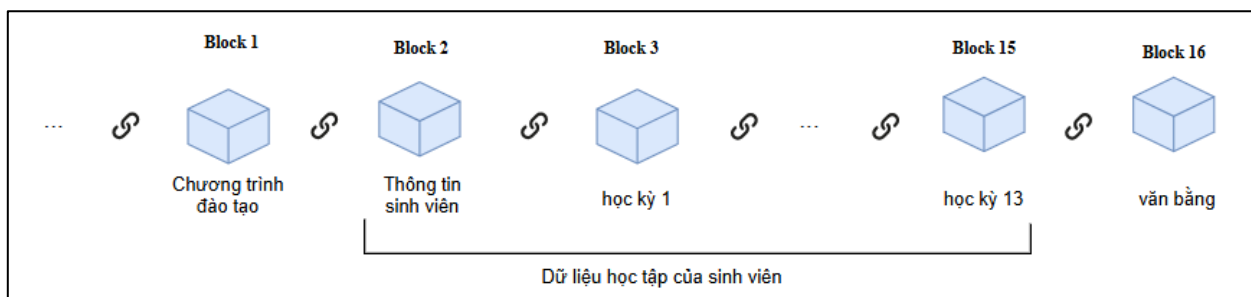 Block 1
Block 2
Block 3
Block 15
Block 16
...
...
Chương trình
đào tạo
Thông tin
sinh viên
học kỳ 1
học kỳ 13
văn bằng
Dữ liệu học tập của sinh viên